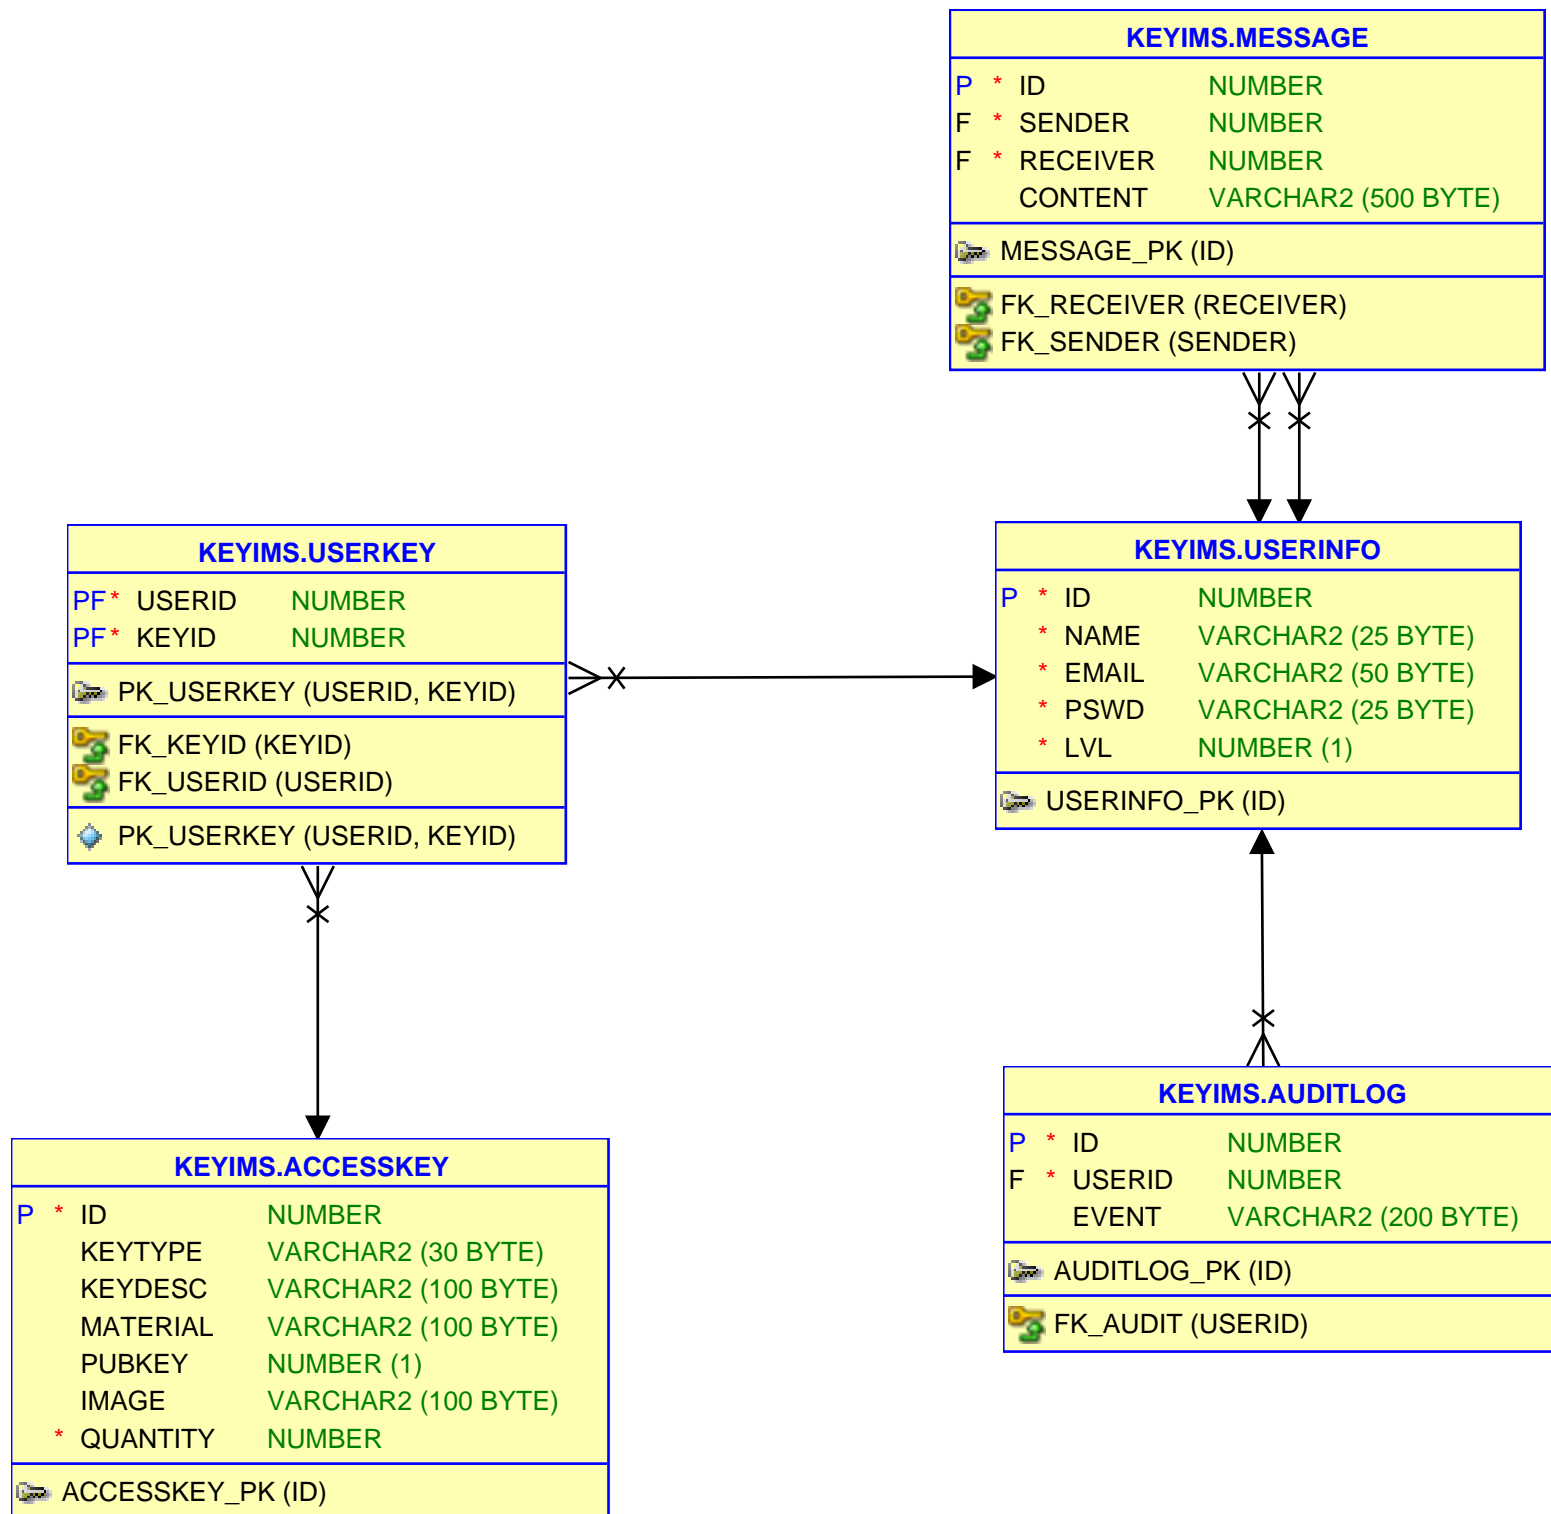 KEYIMS.MESSAGE
P * ID NUMBER
F * SENDER NUMBER
F * RECEIVER NUMBER
CONTENT VARCHAR2 (500 BYTE)
MESSAGE_PK (ID)
FK_RECEIVER (RECEIVER)
FK_SENDER (SENDER)
KEYIMS.USERKEY
PF * USERID NUMBER
PF * KEYID NUMBER
PK_USERKEY (USERID, KEYID)
FK_KEYID (KEYID)
FK_USERID (USERID)
PK_USERKEY (USERID, KEYID)
KEYIMS.USERINFO
P * ID NUMBER
* NAME VARCHAR2 (25 BYTE)
* EMAIL VARCHAR2 (50 BYTE)
* PSWD VARCHAR2 (25 BYTE)
* LVL NUMBER (1)
USERINFO_PK (ID)
KEYIMS.ACCESSKEY
P * ID NUMBER
KEYTYPE VARCHAR2 (30 BYTE)
KEYDESC VARCHAR2 (100 BYTE)
MATERIAL VARCHAR2 (100 BYTE)
PUBKEY NUMBER (1)
IMAGE VARCHAR2 (100 BYTE)
* QUANTITY NUMBER
ACCESSKEY_PK (ID)
KEYIMS.AUDITLOG
P * ID NUMBER
F * USERID NUMBER
EVENT VARCHAR2 (200 BYTE)
AUDITLOG_PK (ID)
FK_AUDIT (USERID)